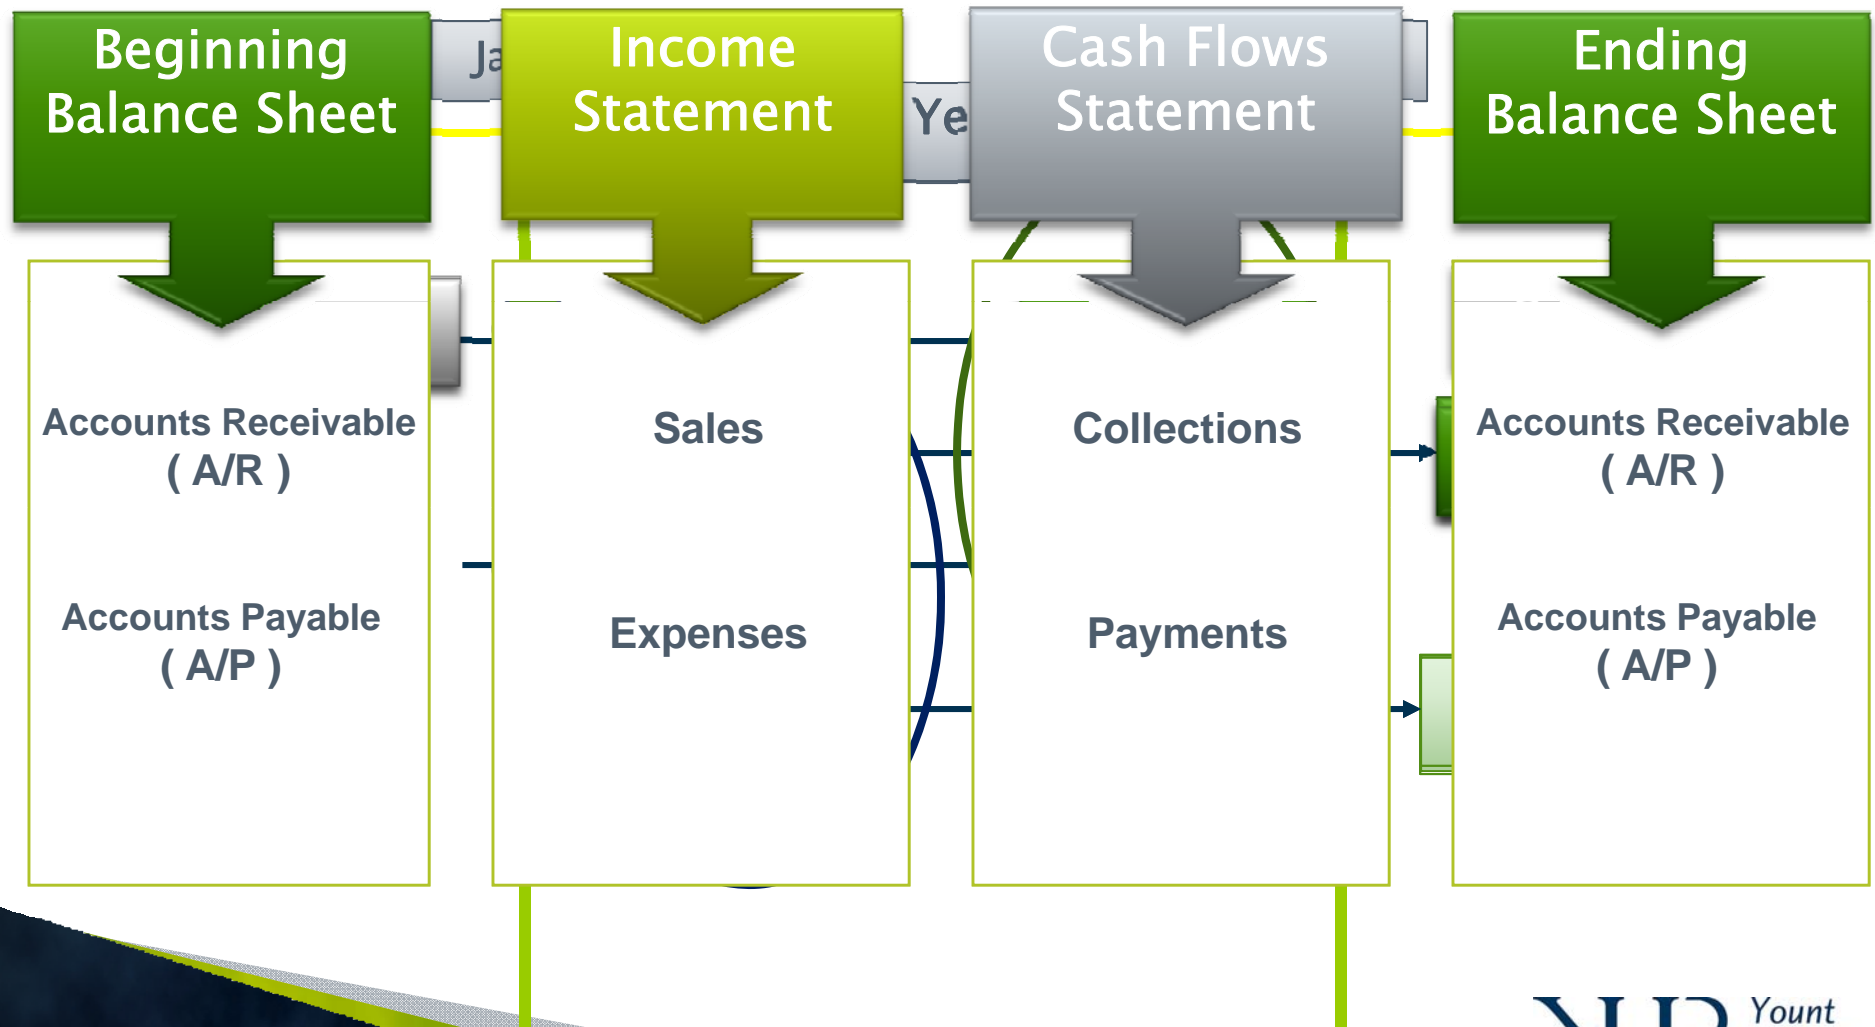 Beginning
Balance Sheet
Income
Statement
Cash Flows
Statement
Ending
Balance Sheet
Accounts Receivable
( A/R )
Sales
Collections
Accounts Receivable
( A/R )
Accounts Payable
( A/P )
Expenses
Payments
Accounts Payable
( A/P )
Yount